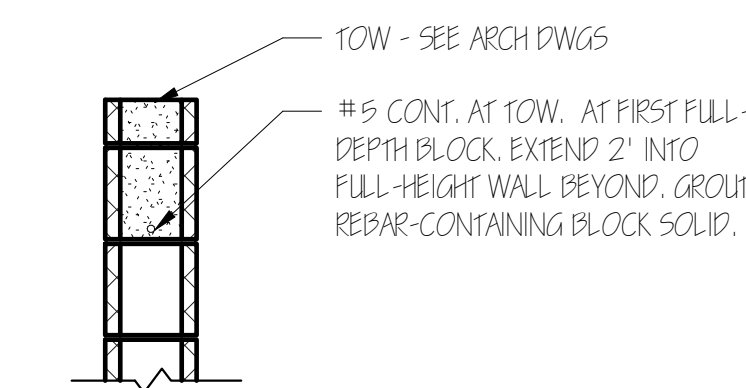 TOW - SEE ARCH DWGS
#5 CONT. AT TOW. AT FIRST FULL-
DEPTH BLOCK. EXTEND 2' INTO
FULL-HEIGHT WALL BEYOND. GROUT
REBAR-CONTAINING BLOCK SOLID.